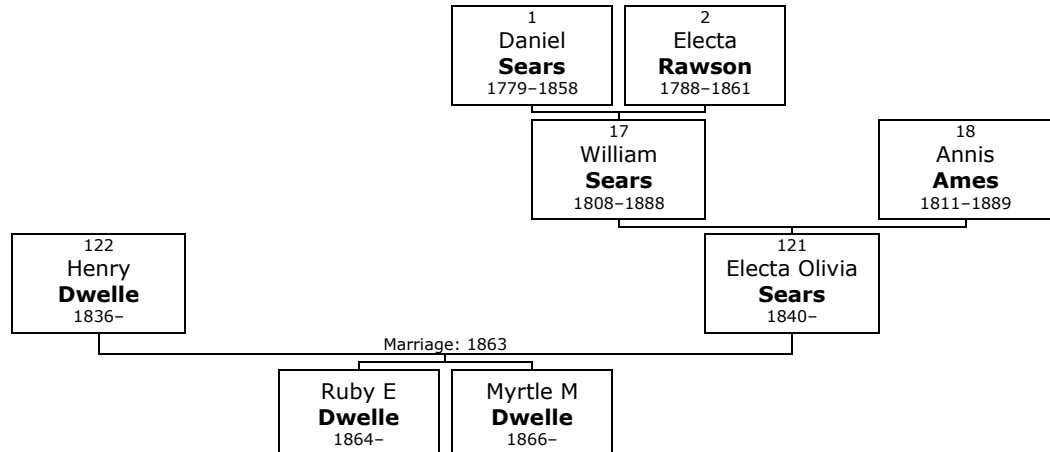 1
Daniel
Sears
1779–1858
2
Electa
Rawson
1788–1861
17
William
Sears
1808–1888
18
Annis
Ames
1811–1889
122
Henry
Dwelle
1836–
121
Electa Olivia
Sears
1840–
Marriage: 1863
Ruby E
Dwelle
1864–
Myrtle M
Dwelle
1866–